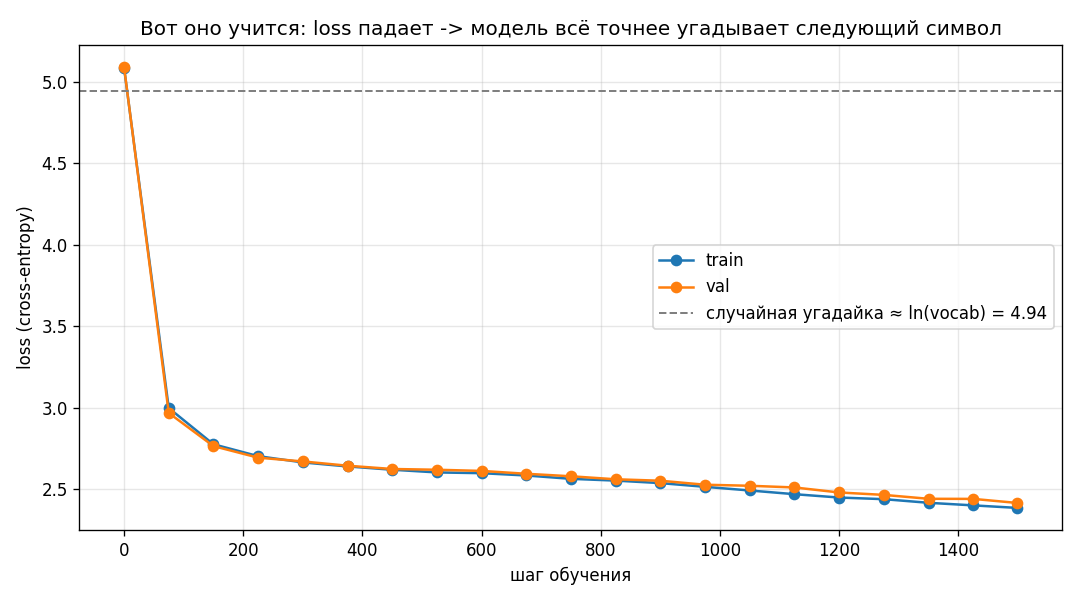 Вот оно учится: loss падает -> модель всё точнее угадывает следующий символ
loss (cross-entropy)
5.0
4.5
4.0
3.5
3.0
2.5
train
val
случайная угадайка ≈ ln(vocab) = 4.94
0 200 400 600 800 1000 1200 1400
шаг обучения